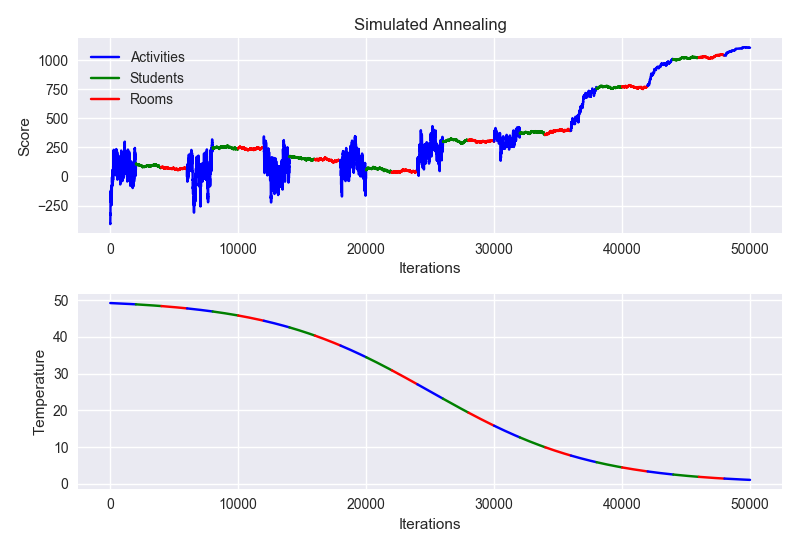 Simulated Annealing
Activities
Students
Rooms
1000
750
500
250
0
−250
Score
0 10000 20000 30000 40000 50000
Iterations
50
40
30
20
10
0
Temperature
0 10000 20000 30000 40000 50000
Iterations